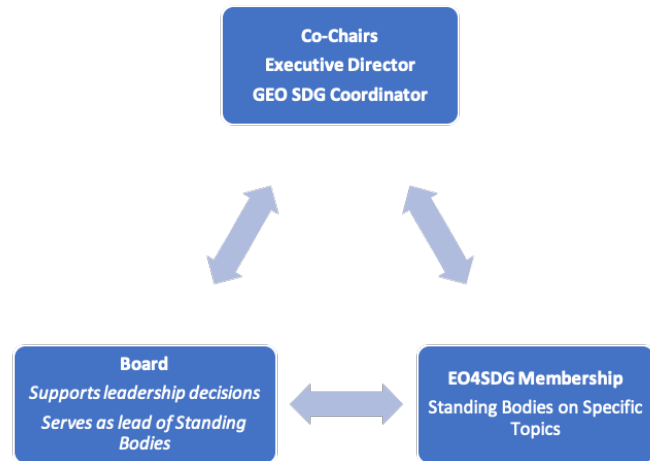 Co-Chairs
Executive Director
GEO SDG Coordinator
Board
Supports leadership decisions
Serves as lead of Standing
Bodies
EO4SDG Membership
Standing Bodies on Specific
Topics